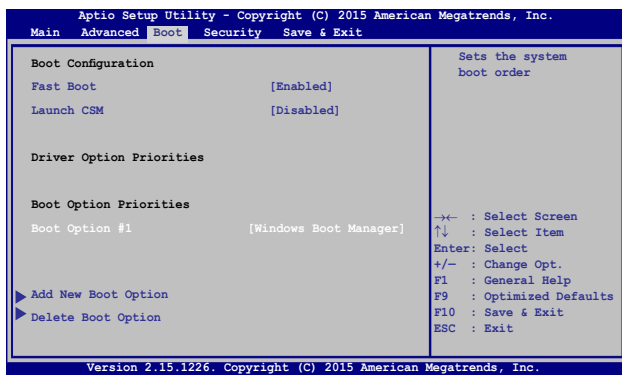 Aptio Setup Utility - Copyright (C) 2015 American Megatrends, Inc.
Main Advanced Boot Security Save & Exit
Boot Configuration
Fast Boot [Enabled]
Launch CSM [Disabled]
Driver Option Priorities
Boot Option Priorities
Boot Option #1 [Windows Boot Manager]
Add New Boot Option
Delete Boot Option
Sets the system
boot order
→← : Select Screen
↑↓ : Select Item
Enter: Select
+/— : Change Opt.
F1 : General Help
F9 : Optimized Defaults
F10 : Save & Exit
ESC : Exit
Version 2.15.1226. Copyright (C) 2015 American Megatrends, Inc.